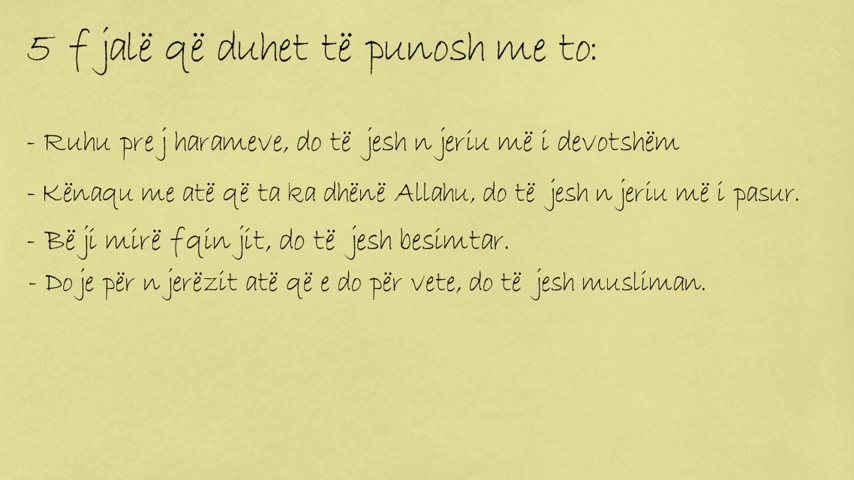 5 fjalë që duhet të punosh me to:
- Ruhu prej harameve, do të jesh njeriu më i devotshëm
- Kënaqu me atë që ta ka dhënë Allahu, do të jesh njeriu më i pasur.
- Bëji mirë fqinjit, do të jesh besimtar.
- Doje për njerëzit atë që e do për vete, do të jesh musliman.